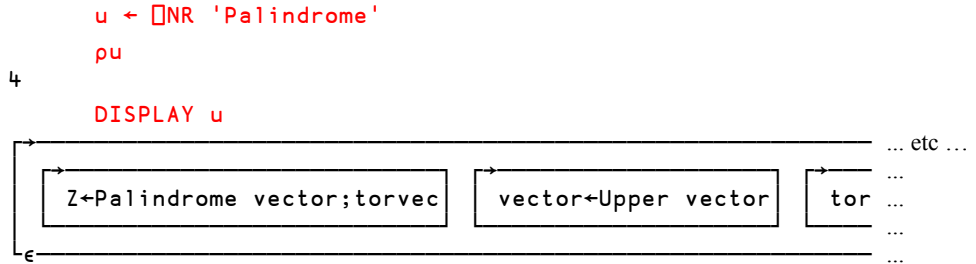 u ← ⎕NR 'Palindrome'
⍴u
4
DISPLAY u
... etc ...
...
Z←Palindrome vector;torvec vector←Upper vector tor ...
...
...